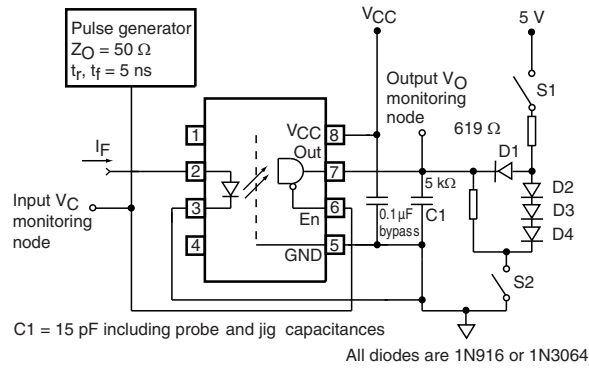 Pulse generator
ZO = 50 Ω
tr, tf = 5 ns
VCC
5 V
Output VO
monitoring
node
S1
619 Ω
D1
IF
1
2
3
4
VCC
8
Out
7
En
6
GND
5
5 kΩ
C1
0.1 µF
bypass
D2
D3
D4
S2
Input VC
monitoring
node
C1 = 15 pF including probe and jig capacitances
All diodes are 1N916 or 1N3064